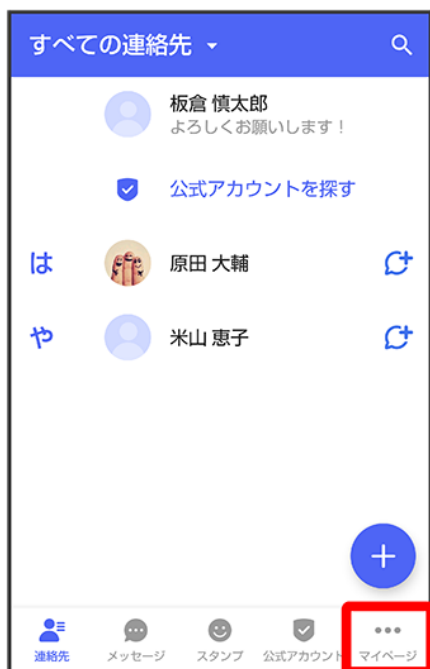 すべての連絡先
板倉 慎太郎
よろしくお願いします！
公式アカウントを探す
は
原田 大輔
や
米山 恵子
連絡先
メッセージ
スタンプ
公式アカウント
マイページ